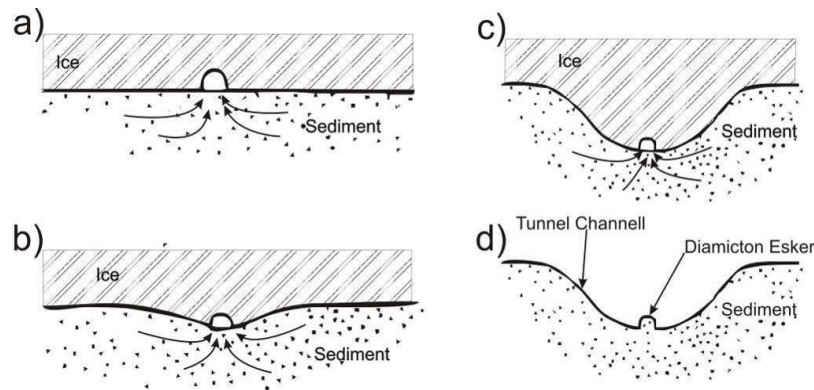 a)
Ice
Sediment
b)
Ice
Sediment
c)
Ice
Sediment
d)
Tunnel Channell
Diamicton Esker
Sediment